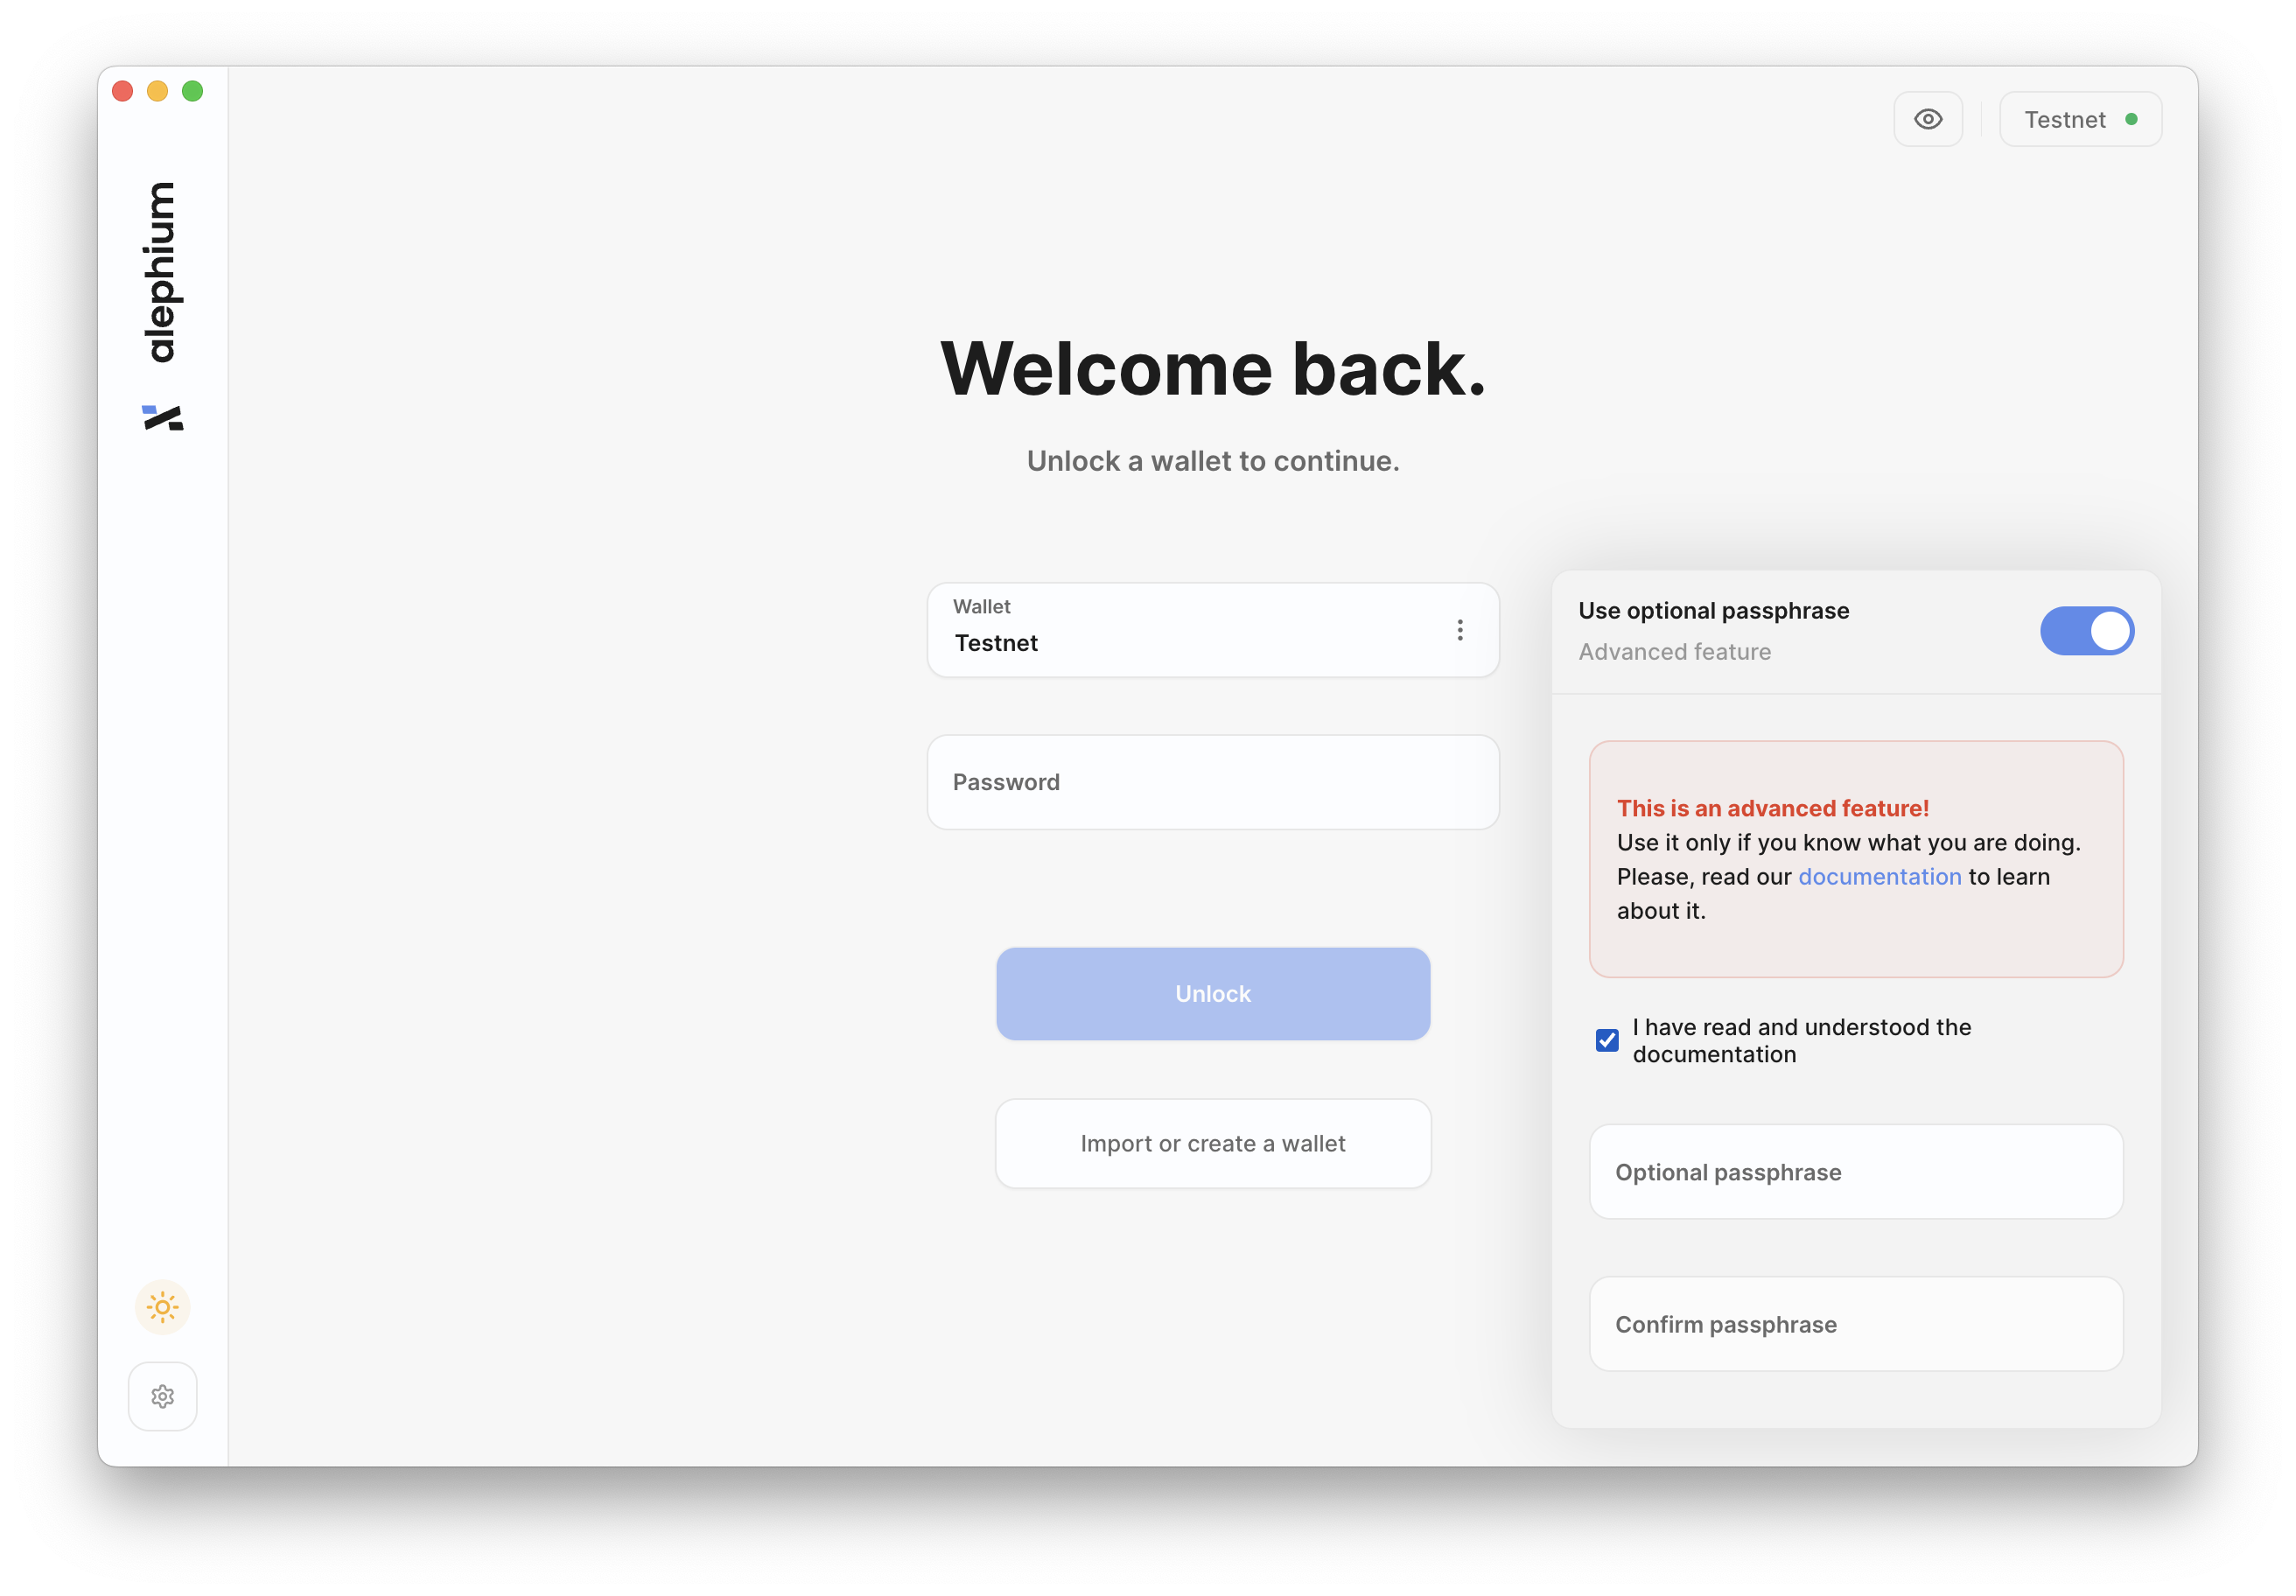 alephium
Testnet
Welcome back.
Unlock a wallet to continue.
Wallet
Testnet
Password
Unlock
Import or create a wallet
Use optional passphrase
Advanced feature
This is an advanced feature!
Use it only if you know what you are doing.
Please, read our documentation to learn
about it.
I have read and understood the
documentation
Optional passphrase
Confirm passphrase